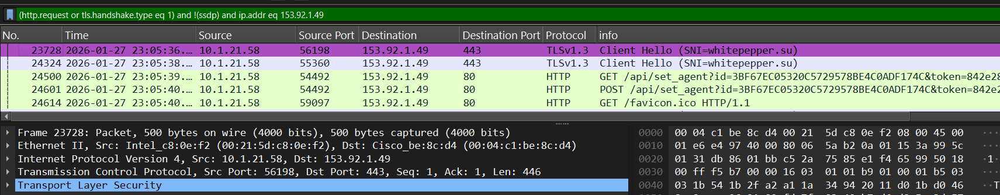 (http.request or tls.handshake.type eq 1) and !(ssdp) and ip.addr eq 153.92.1.49
No. Time Source Source Port Destination Destination Port Protocol info
23728 2026-01-27 23:05:36.… 10.1.21.58 56198 153.92.1.49 443 TLSv1.3 Client Hello (SNI=whitepepper.su)
24324 2026-01-27 23:05:38.… 10.1.21.58 55360 153.92.1.49 443 TLSv1.3 Client Hello (SNI=whitepepper.su)
24500 2026-01-27 23:05:39.… 10.1.21.58 54492 153.92.1.49 80 HTTP GET /api/set_agent?id=3BF67EC05320C5729578BE4C0ADF174C&token=842e28
24601 2026-01-27 23:05:40.… 10.1.21.58 54492 153.92.1.49 80 HTTP POST /api/set_agent?id=3BF67EC05320C5729578BE4C0ADF174C&token=842e
24614 2026-01-27 23:05:40.… 10.1.21.58 59097 153.92.1.49 80 HTTP GET /favicon.ico HTTP/1.1
Frame 23728: Packet, 500 bytes on wire (4000 bits), 500 bytes captured (4000 bits)
Ethernet II, Src: Intel_c8:0e:f2 (00:21:5d:c8:0e:f2), Dst: Cisco_be:8c:d4 (00:04:c1:be:8c:d4)
Internet Protocol Version 4, Src: 10.1.21.58, Dst: 153.92.1.49
Transmission Control Protocol, Src Port: 56198, Dst Port: 443, Seq: 1, Ack: 1, Len: 446
Transport Layer Security
0000 00 04 c1 be 8c d4 00 21 5d c8 0e f2 08 00 45 00 ···
0010 01 e6 e4 97 40 00 80 06 5a b2 0a 01 15 3a 99 5c ···
0020 01 31 db 86 01 bb c5 2a 75 85 e1 f4 65 99 50 18 ·1·
0030 00 ff f5 b7 00 00 16 03 01 01 b9 01 00 01 b5 03 ···
0040 03 1b 54 1b 2f a2 a1 1a 34 94 20 11 d0 1b d0 46 ··T